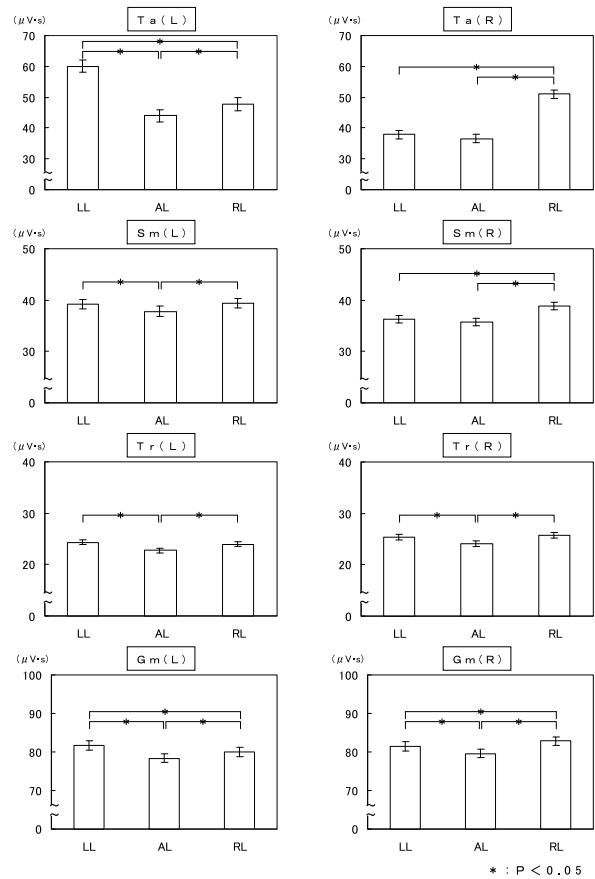 (μV·s) Ta(L)
70
60
50
40
30
0
LL AL RL
* * *
(μV·s) Ta(R)
70
60
50
40
30
0
LL AL RL
* *
(μV·s) Sm(L)
50
40
30
0
LL AL RL
* *
(μV·s) Sm(R)
50
40
30
0
LL AL RL
* *
(μV·s) Tr(L)
40
30
20
0
LL AL RL
* *
(μV·s) Tr(R)
40
30
20
0
LL AL RL
* *
(μV·s) Gm(L)
100
90
80
70
0
LL AL RL
* * *
(μV·s) Gm(R)
100
90
80
70
0
LL AL RL
* * *
* : P < 0.05